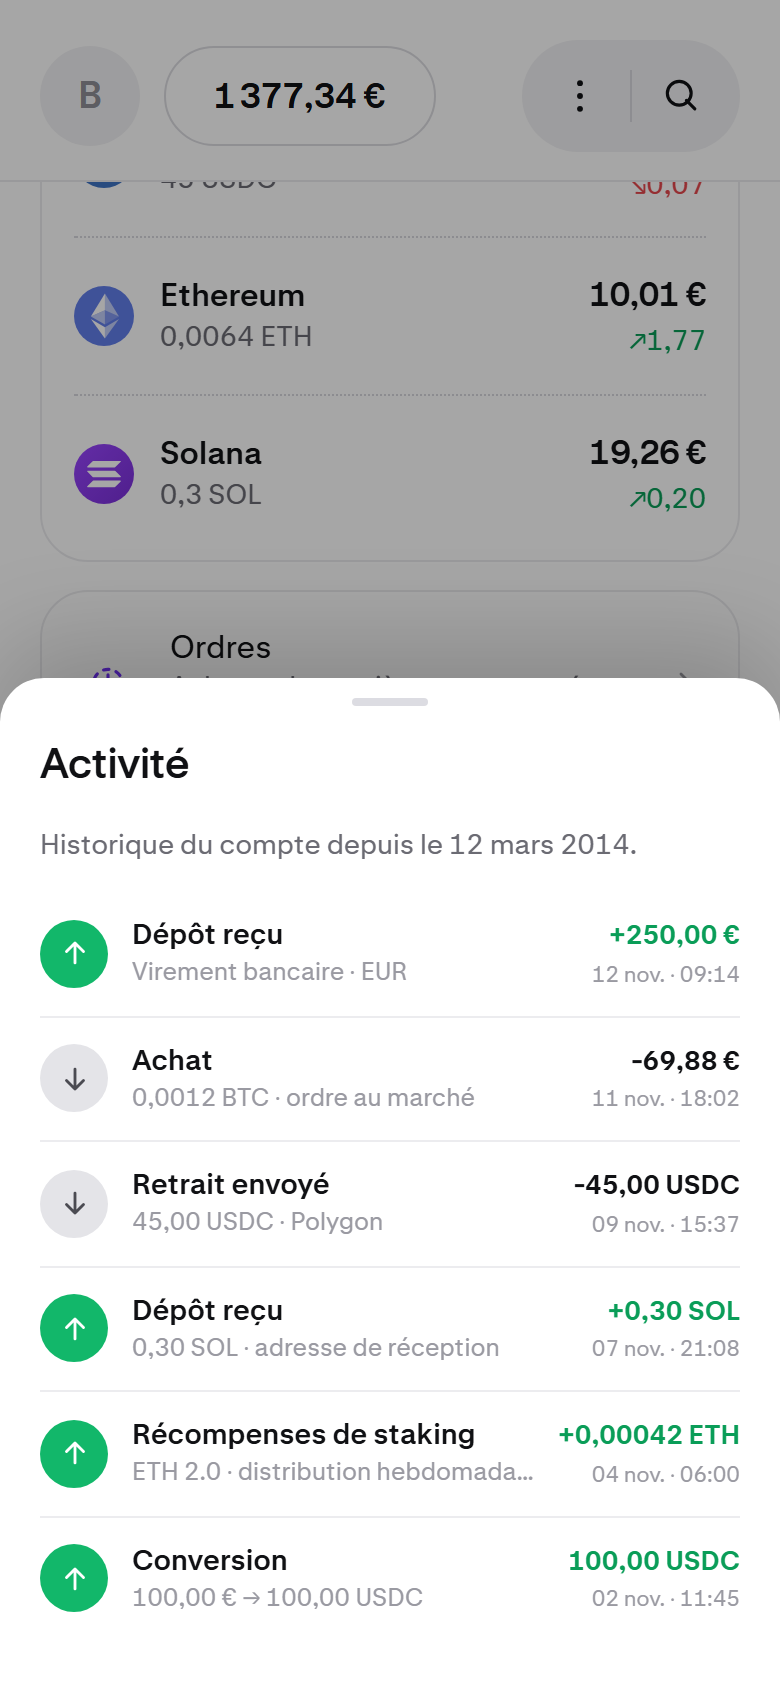 B
1 377,34 €
45 USDC
↘0,07
Ethereum
10,01 €
0,0064 ETH
↗1,77
Solana
19,26 €
0,3 SOL
↗0,20
Ordres
Activité
Historique du compte depuis le 12 mars 2014.
Dépôt reçu
+250,00 €
Virement bancaire · EUR
12 nov. · 09:14
Achat
-69,88 €
0,0012 BTC · ordre au marché
11 nov. · 18:02
Retrait envoyé
-45,00 USDC
45,00 USDC · Polygon
09 nov. · 15:37
Dépôt reçu
+0,30 SOL
0,30 SOL · adresse de réception
07 nov. · 21:08
Récompenses de staking
+0,00042 ETH
ETH 2.0 · distribution hebdomada...
04 nov. · 06:00
Conversion
100,00 USDC
100,00 € → 100,00 USDC
02 nov. · 11:45